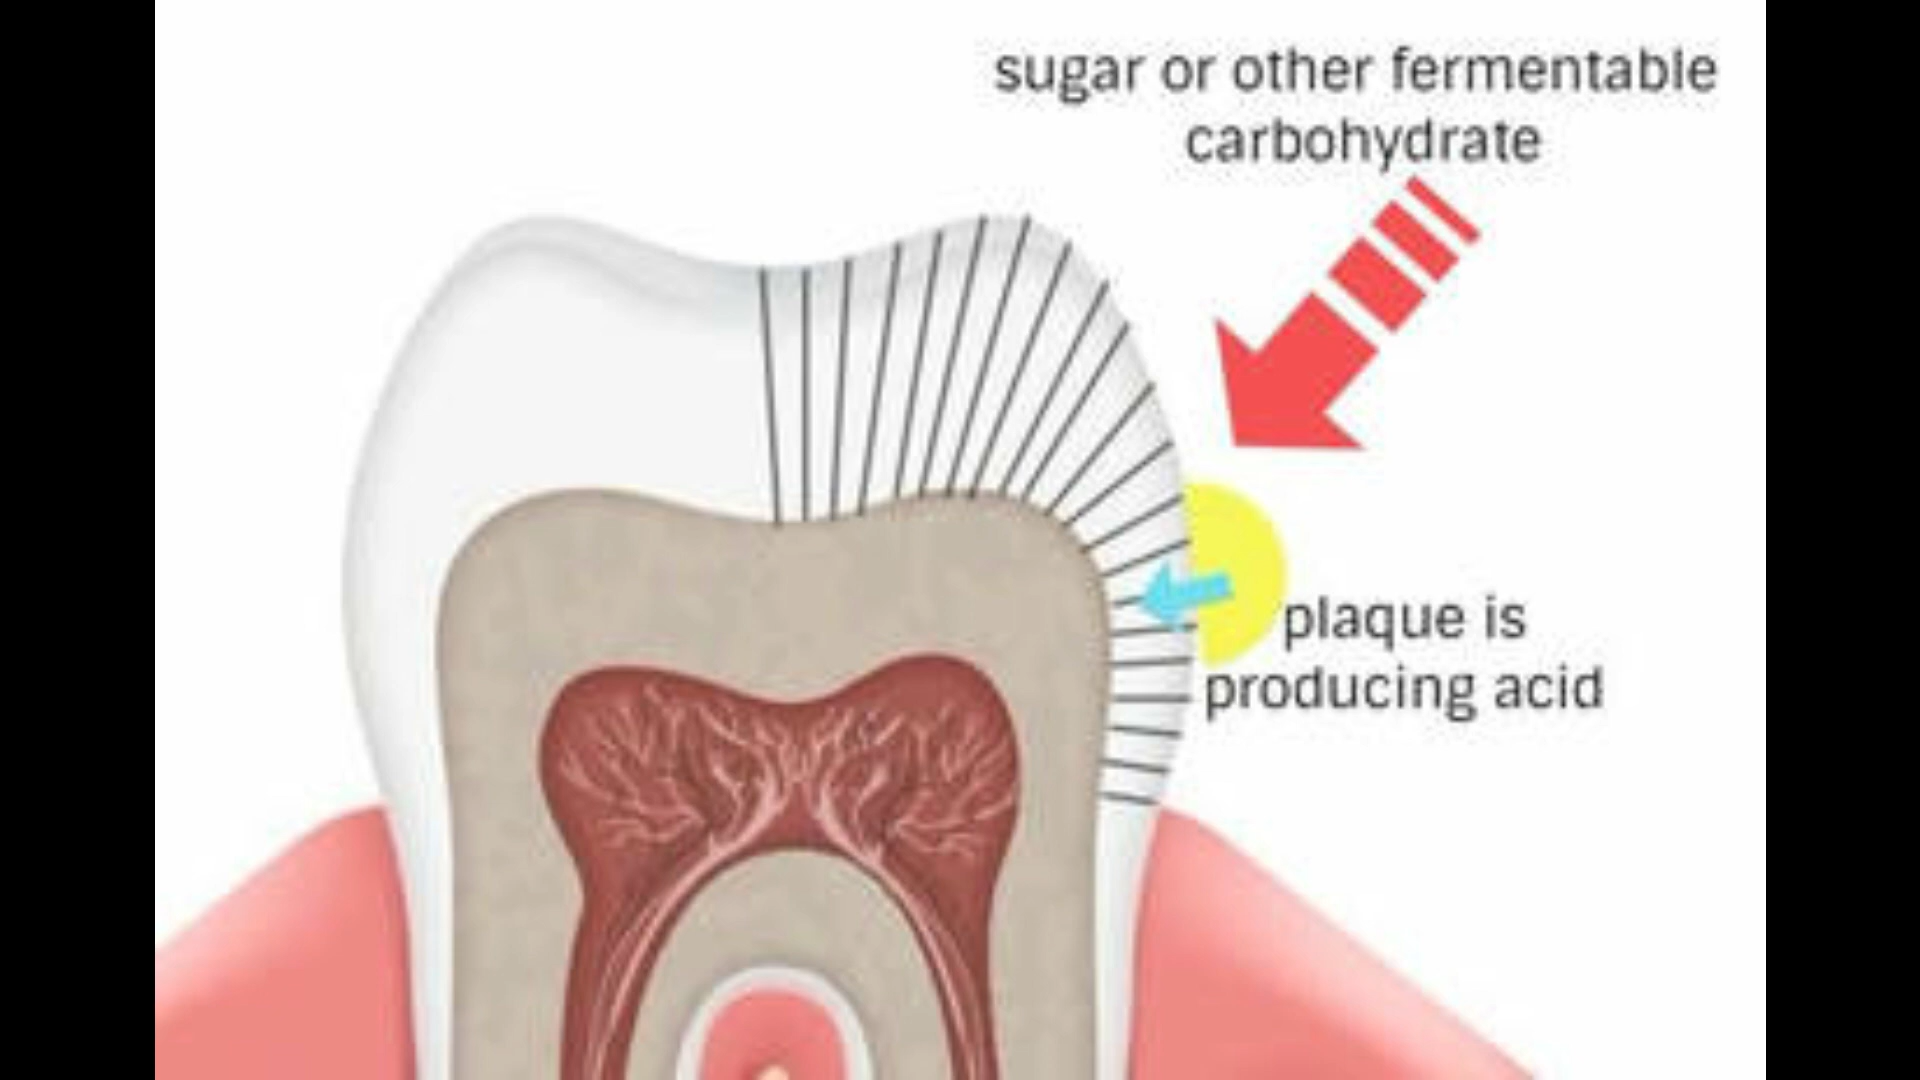 sugar or other fermentable
carbohydrate
plaque is
producing acid